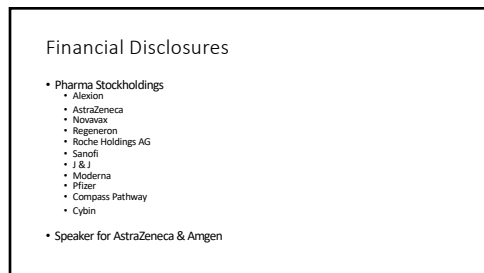 Financial Disclosures
• Pharma Stockholdings
• Alexion
• AstraZeneca
• Novavax
• Regeneron
• Roche Holdings AG
• Sanofi
• J & J
• Moderna
• Pfizer
• Compass Pathway
• Cybin
• Speaker for AstraZeneca & Amgen